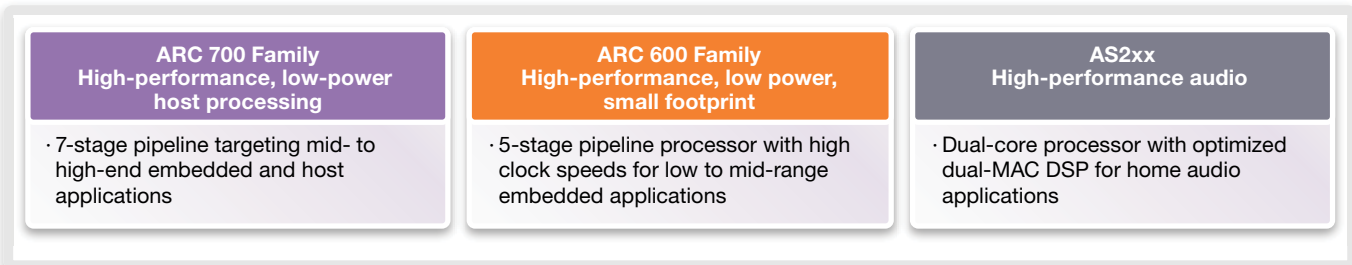 ARC 700 Family
High-performance, low-power
host processing
· 7-stage pipeline targeting mid- to
high-end embedded and host
applications
ARC 600 Family
High-performance, low power,
small footprint
· 5-stage pipeline processor with high
clock speeds for low to mid-range
embedded applications
AS2xx
High-performance audio
· Dual-core processor with optimized
dual-MAC DSP for home audio
applications